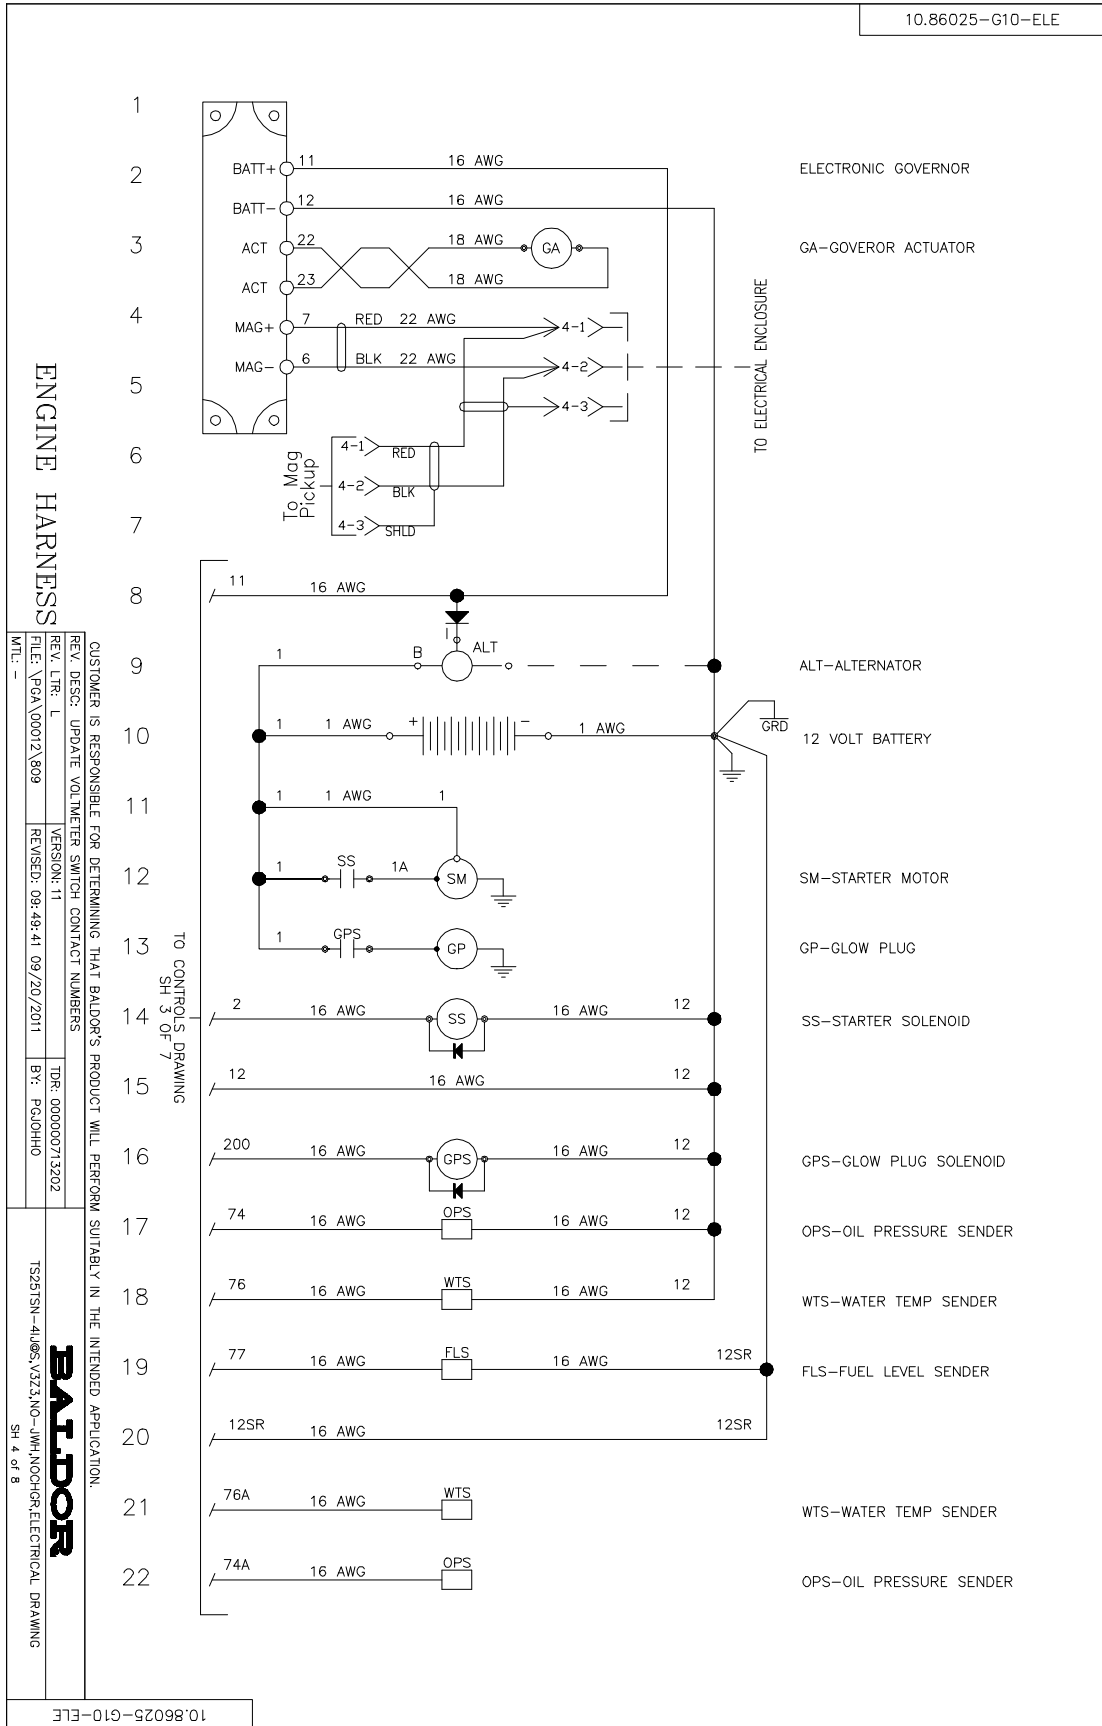 10.86025-G10-ELE
1
2
BATT+ 11 16 AWG
ELECTRONIC GOVERNOR
BATT- 12 16 AWG
3
ACT 22 18 AWG GA
GA-GOVEROR ACTUATOR
ACT 23 18 AWG
4
MAG+ 7 RED 22 AWG 4-1
MAG- 6 BLK 22 AWG 4-2
5
4-3
TO ELECTRICAL ENCLOSURE
6
4-1 RED
4-2 BLK
4-3 SHLD
To Mag
Pickup
7
8
11 16 AWG
9
1 B I ALT
ALT-ALTERNATOR
10
1 1 AWG + - 1 AWG
GRD
12 VOLT BATTERY
11
1 1 AWG 1
12
1 SS 1A SM
SM-STARTER MOTOR
13
1 GPS GP
GP-GLOW PLUG
14
2 16 AWG SS 16 AWG 12
SS-STARTER SOLENOID
TO CONTROLS DRAWING
SH 3 OF 7
15
12 16 AWG 12
16
200 16 AWG GPS 16 AWG 12
GPS-GLOW PLUG SOLENOID
17
74 16 AWG OPS 16 AWG 12
OPS-OIL PRESSURE SENDER
18
76 16 AWG WTS 16 AWG 12
WTS-WATER TEMP SENDER
19
77 16 AWG FLS 16 AWG 12SR
FLS-FUEL LEVEL SENDER
20
12SR 16 AWG 12SR
21
76A 16 AWG WTS
WTS-WATER TEMP SENDER
22
74A 16 AWG OPS
OPS-OIL PRESSURE SENDER
ENGINE HARNESS
CUSTOMER IS RESPONSIBLE FOR DETERMINING THAT BALDOR'S PRODUCT WILL PERFORM SUITABLY IN THE INTENDED APPLICATION.
REV. DESC: UPDATE VOLTMETER SWITCH CONTACT NUMBERS
REV. LTR: L VERSION: 11 TDR: 000000713202
FILE: \PGA\00012\809 REVISED: 09:49:41 09/20/2011 BY: PGJOHHO
MTL: -
BALDOR
TS25TSN-4IJ@S,V3Z3,NO-JWH,NOCHGR,ELECTRICAL DRAWING
SH 4 of 8
10.86025-G10-ELE